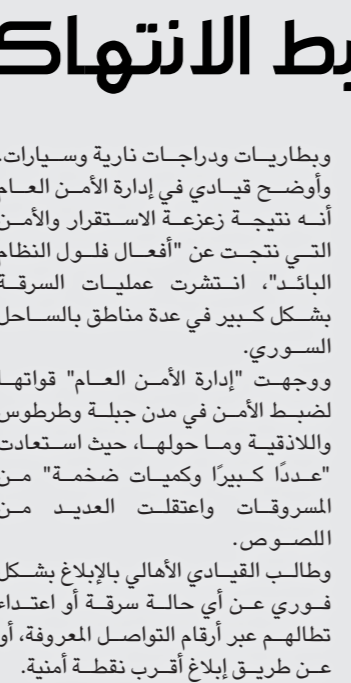 بط الانتهاك
وبطاريات ودراجات نارية وسيارات.
وأوضح قيادي في إدارة الأمن العام
أنه نتيجة زعزعة الاستقرار والأمن
التي نتجت عن "أفعال فلول النظام
البائد"، انتشرت عمليات السرقة
بشكل كبير في عدة مناطق بالساحل
السوري.
ووجهت "إدارة الأمن العام" قواتها
لضبط الأمن في مدن جبلة وطرطوس
واللاذقية وما حولها، حيث استعادت
"عددًا كبيرًا وكميات ضخمة" من
المسروقات واعتقلت العديد من
اللصوص.
وطالب القيادي الأهالي بالإبلاغ بشكل
فوري عن أي حالة سرقة أو اعتداء
تطالهم عبر أرقام التواصل المعروفة، أو
عن طريق إبلاغ أقرب نقطة أمنية.